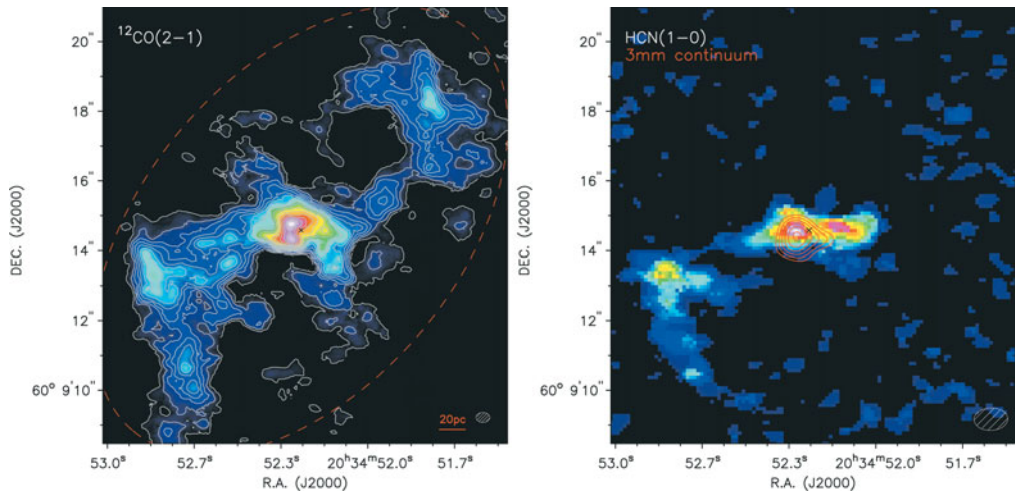 ¹²CO(2−1)
20"
18"
16"
14"
12"
60° 9'10"
DEC. (J2000)
20pc
53.0ˢ 52.7ˢ 52.3ˢ 20ʰ34ᵐ52.0ˢ 51.7ˢ
R.A. (J2000)
HCN(1−0)
3mm continuum
20"
18"
16"
14"
12"
60° 9'10"
DEC. (J2000)
53.0ˢ 52.7ˢ 52.3ˢ 20ʰ34ᵐ52.0ˢ 51.7ˢ
R.A. (J2000)